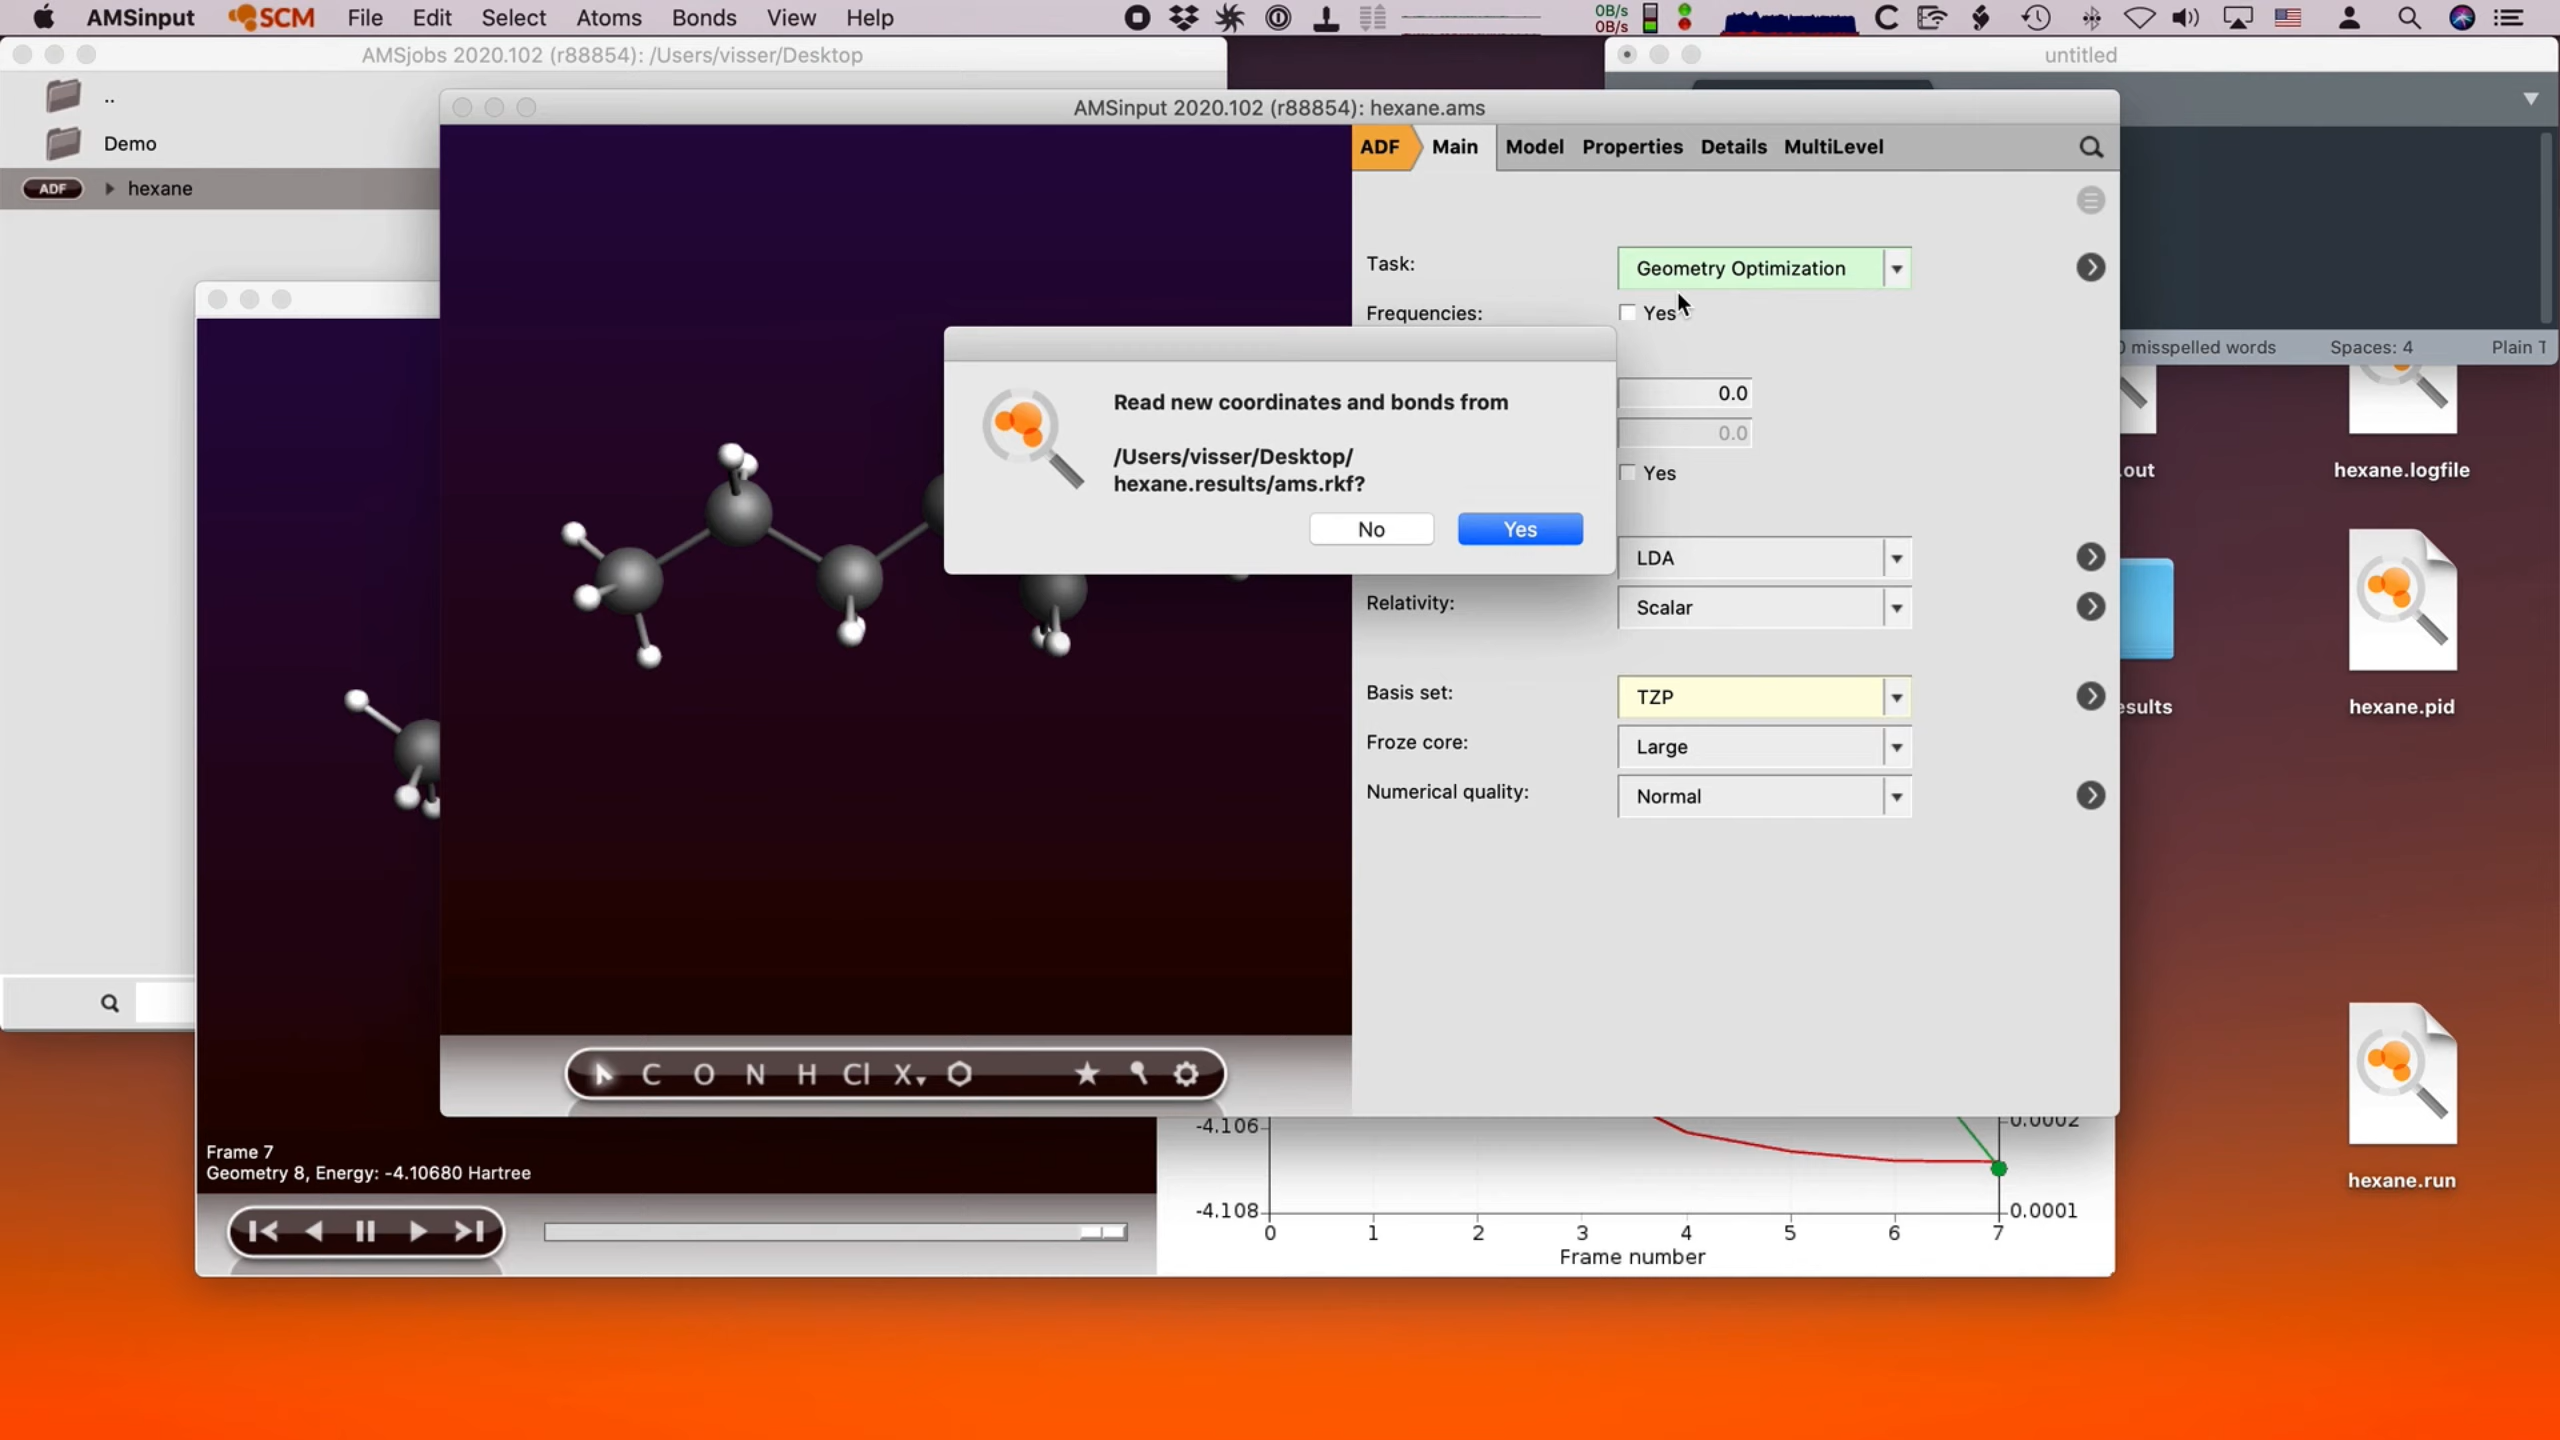 AMSinput SCM File Edit Select Atoms Bonds View Help 0B/s 0B/s
AMSjobs 2020.102 (r88854): /Users/visser/Desktop
untitled
..
Demo
ADF hexane
AMSinput 2020.102 (r88854): hexane.ams
ADF Main Model Properties Details MultiLevel
Task: Geometry Optimization
Frequencies: Yes
Read new coordinates and bonds from
/Users/visser/Desktop/
hexane.results/ams.rkf?
No Yes
0.0
0.0
Yes
LDA
Relativity: Scalar
Basis set: TZP
Froze core: Large
Numerical quality: Normal
C O N H Cl X
misspelled words Spaces: 4 Plain
.out
hexane.logfile
hexane.pid
hexane.run
Frame 7
Geometry 8, Energy: -4.10680 Hartree
-4.106 0.0002
-4.108 0.0001
0 1 2 3 4 5 6 7
Frame number